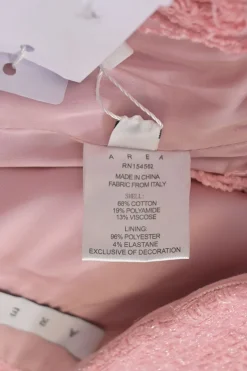 A R E A
RN154562
MADE IN CHINA
FABRIC FROM ITALY
SHELL:
68% COTTON
19% POLYAMIDE
13% VISCOSE
LINING:
96% POLYESTER
4% ELASTANE
EXCLUSIVE OF DECORATION
A R E A